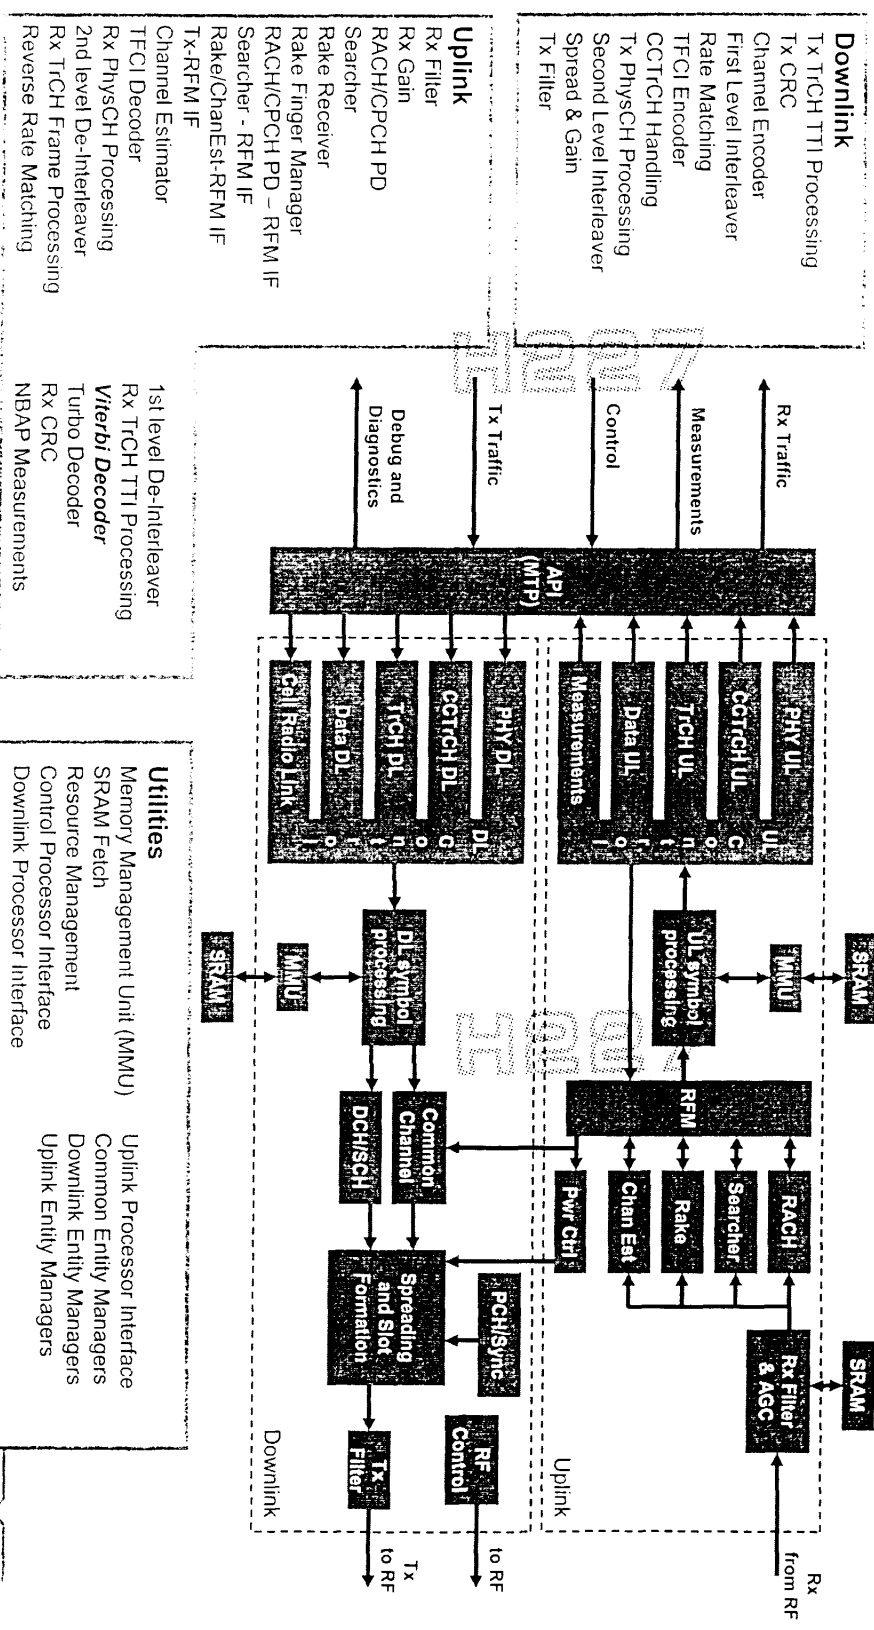 Downlink
Tx TrCH TTI Processing
Tx CRC
Channel Encoder
First Level Interleaver
Rate Matching
TFCI Encoder
CCTrCH Handling
Tx PhysCH Processing
Second Level Interleaver
Spread & Gain
Tx Filter
Uplink
Rx Filter
Rx Gain
RACH/CPCH PD
Searcher
Rake Receiver
Rake Finger Manager
RACH/CPCH PD – RFM IF
Searcher - RFM IF
Rake/ChanEst-RFM IF
Tx-RFM IF
Channel Estimator
TFCI Decoder
Rx PhysCH Processing
2nd level De-Interleaver
Rx TrCH Frame Processing
Reverse Rate Matching
1st level De-Interleaver
Rx TrCH TTI Processing
Viterbi Decoder
Turbo Decoder
Rx CRC
NBAP Measurements
H227
Rx Traffic
Measurements
Control
Tx Traffic
Debug and
Diagnostics
API
(MTP)
PHY UL
CCTrCH UL
TrCH UL
Data UL
Measurements
UL
Control
PHY DL
CCTrCH DL
TrCH DL
Data DL
Cell Radio Link
DL
Control
SRAM
MMU
UL symbol
processing
DL symbol
processing
MMU
SRAM
H227
RFM
RACH
Searcher
Rake
Chan Est
Pwr Ctrl
Common
Channel
DCH/SCH
SRAM
Rx Filter
& AGC
PCH/Sync
Spreading
and Slot
Formation
RF
Control
Tx
Filter
Uplink
Downlink
Rx
from RF
to RF
Tx
to RF
Utilities
Memory Management Unit (MMU)
SRAM Fetch
Resource Management
Control Processor Interface
Downlink Processor Interface
Uplink Processor Interface
Common Entity Managers
Downlink Entity Managers
Uplink Entity Managers